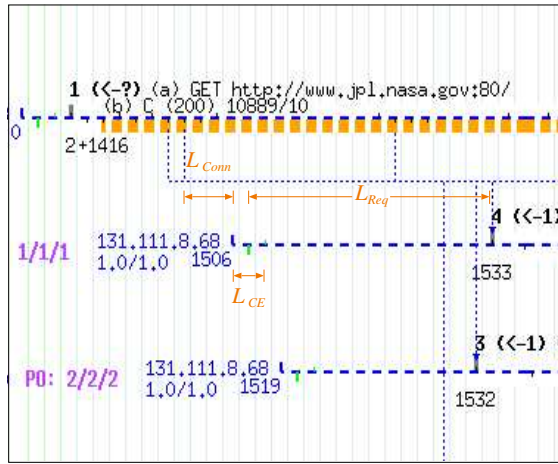 1 (<-?) (a) GET http://www.jpl.nasa.gov:80/
(b) C (200) 10889/10
0
2+1416
L Conn
L Req
4 (<-1)
131.111.8.68
1/1/1
1.0/1.0 1506
1533
L CE
3 (<-1)
131.111.8.68
PO: 2/2/2
1.0/1.0 1519
1532